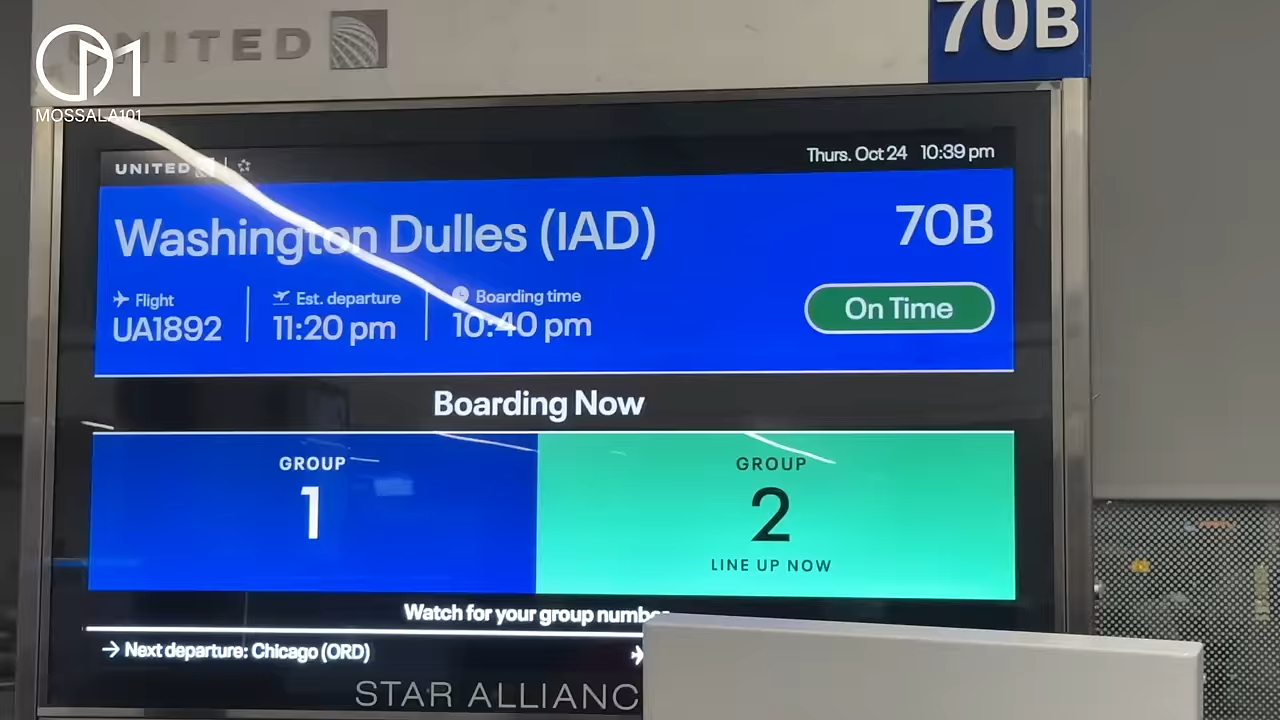 UNITED
70B
MOSSALA101
UNITED
Thurs. Oct 24 10:39 pm
Washington Dulles (IAD)
70B
Flight
UA1892
Est. departure
11:20 pm
Boarding time
10:40 pm
On Time
Boarding Now
GROUP
1
GROUP
2
LINE UP NOW
Watch for your group number
→ Next departure: Chicago (ORD)
STAR ALLIANC